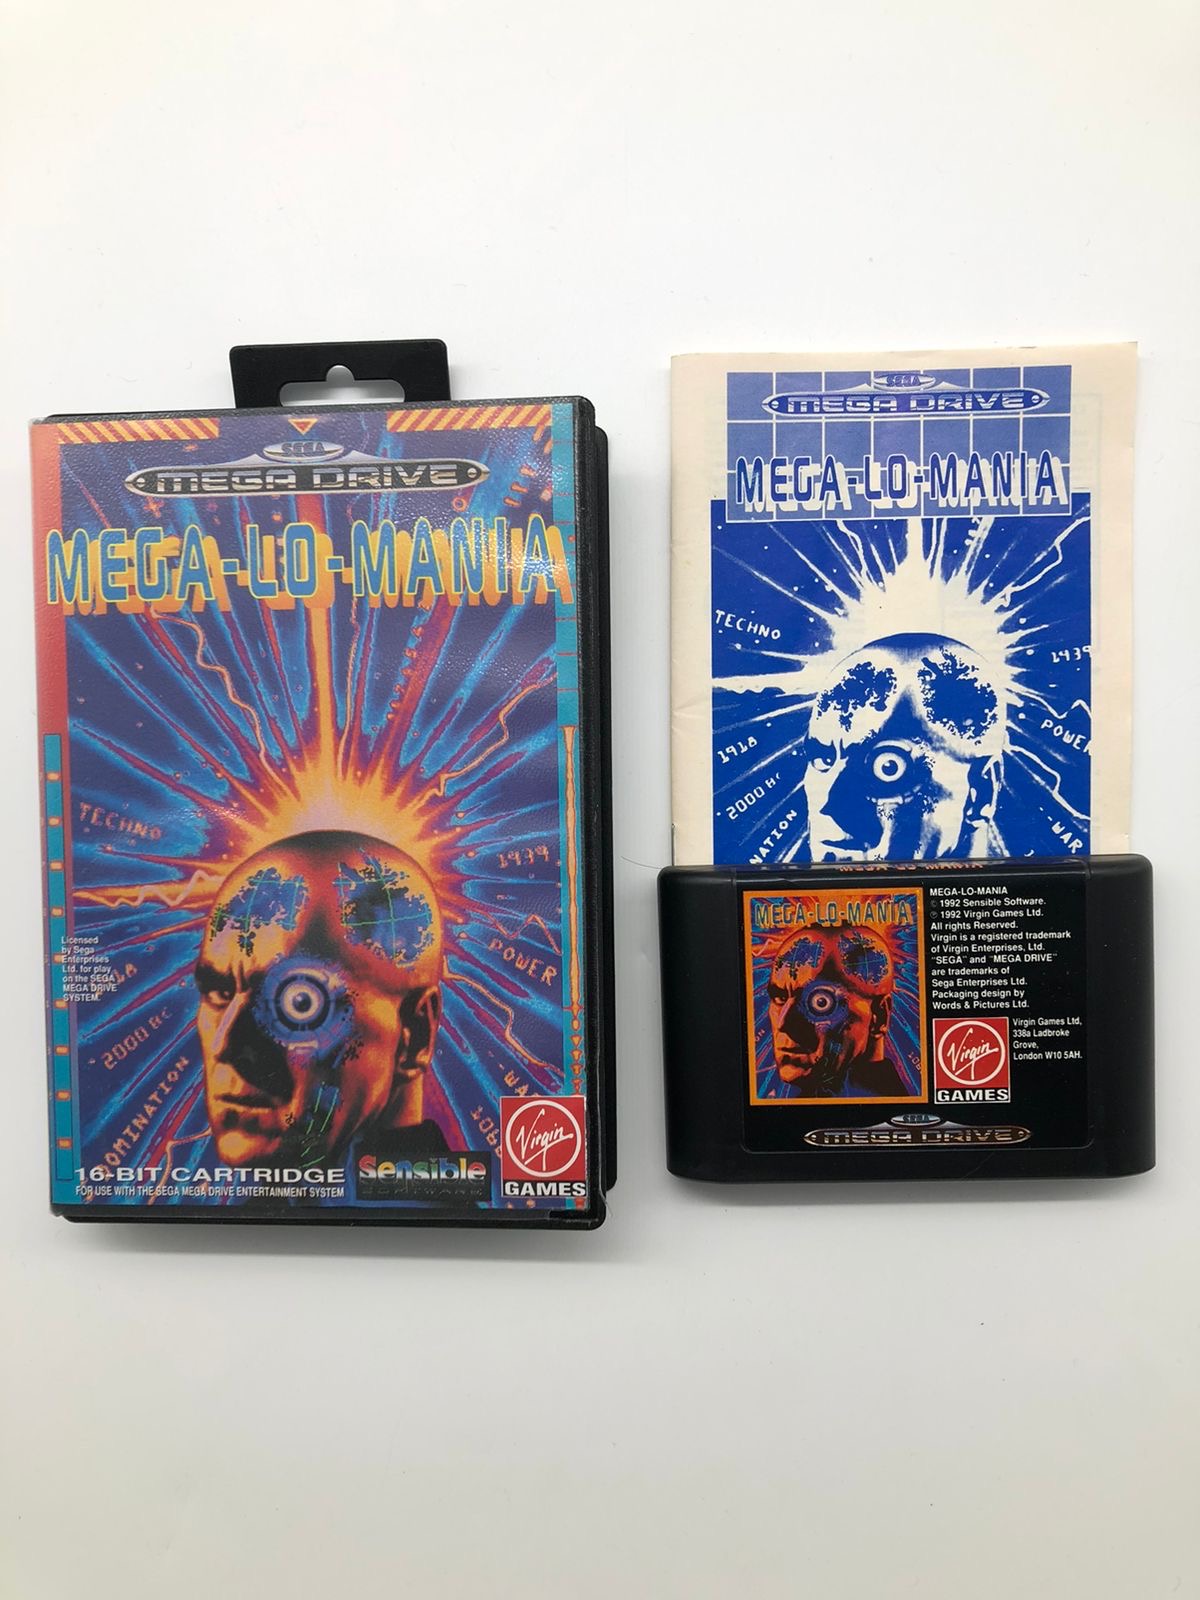 SEGA
MEGA DRIVE
MEGA-LO-MANIA
TECHNO
1939
POWER
Licensed
by Sega
Enterprises
Ltd. for play
on the SEGA
MEGA DRIVE
SYSTEM.
2000 BC
DOMINATION
-WA
16-BIT CARTRIDGE
FOR USE WITH THE SEGA MEGA DRIVE ENTERTAINMENT SYSTEM
Sensible
SOFTWARE
Virgin
GAMES
SEGA
MEGA DRIVE
MEGA-LO-MANIA
TECHNO
1939
1918
POWER
2000 BC
NATION
-WAR
MEGA-LO-MANIA
MEGA-LO-MANIA
MEGA-LO-MANIA
© 1992 Sensible Software.
℗ 1992 Virgin Games Ltd.
All rights Reserved.
Virgin is a registered trademark
of Virgin Enterprises, Ltd.
"SEGA" and "MEGA DRIVE"
are trademarks of
Sega Enterprises Ltd.
Packaging design by
Words & Pictures Ltd.
Virgin
GAMES
Virgin Games Ltd,
338a Ladbroke
Grove,
London W10 5AH.
SEGA
MEGA DRIVE